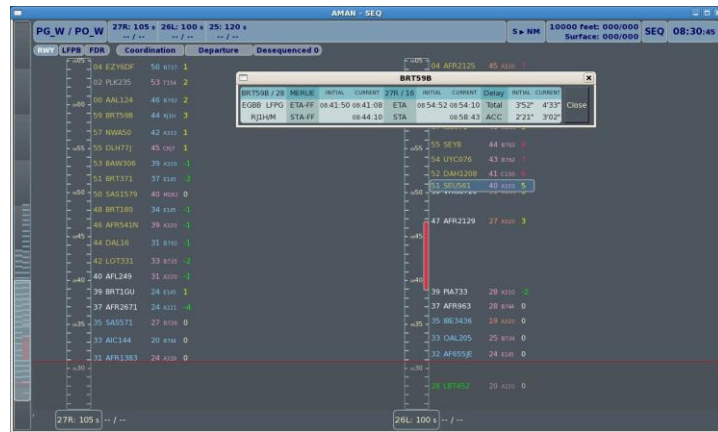 AMAN - SEQ
PG_W / PO_W 27R: 105 s 26L: 100 s 25: 120 s S ▸ NM 10000 feet: 000/000 SEQ 08:30:45
-- / -- -- / -- -- / -- Surface: 000/000
RWY LFPB FDR Coordination Departure Desequenced 0
04 EZY6DF 50 B737 1
02 PLK235 53 2
00 AAL124 46 B762 2
59 BRT59B 44 RJ1H 3
57 NWA50 42 A333 1
55 DLH77J 45 CRJ7 1
53 BAW306 39 A320 -1
51 BRT371 37 E145 -2
50 SAS1579 40 MD82 0
48 BRT180 34 E145 -1
46 AFR541N 39 A320 -1
44 DAL16 31 B763 -1
42 LOT331 33 B735 -2
40 AFL249 31 A320 -1
39 BRT1GU 24 E145 1
37 AFR2671 24 A321 -4
35 SAS571 27 B736 0
33 AIC144 20 B744 0
31 AFR1383 24 A319 0
04 AFR2125 45 A320
BRT59B
BRT59B / 28 MERUE INITIAL CURRENT 27R / 16 INITIAL CURRENT Delay INITIAL CURRENT
EGBB LFPG ETA-FF 08:41:50 08:41:08 ETA 08:54:52 08:54:10 Total 3'52" 4'33" Close
RJ1H/M STA-FF 08:44:10 STA 08:58:43 ACC 2'21" 3'02"
55 SEY8 44 B763 6
54 UYC076 43 B762 7
52 DAH1208 41 C130 6
51 SEU561 40 A320 5
47 AFR2129 27 A320 3
39 PIA733 28 A332 -2
37 AFR963 28 B744 0
35 IBE3436 19 A320 0
33 OAL205 25 B734 0
32 AF655JE 24 E145 0
28 LBT452 20 A320 0
27R: 105 s -- / --
26L: 100 s -- / --